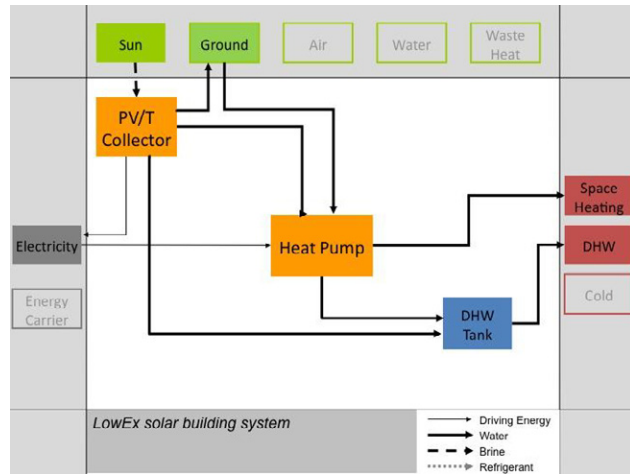 Sun
Ground
Air
Water
Waste
Heat
PV/T
Collector
Space
Heating
Electricity
Heat Pump
DHW
Energy
Carrier
Cold
DHW
Tank
LowEx solar building system
Driving Energy
Water
Brine
Refrigerant